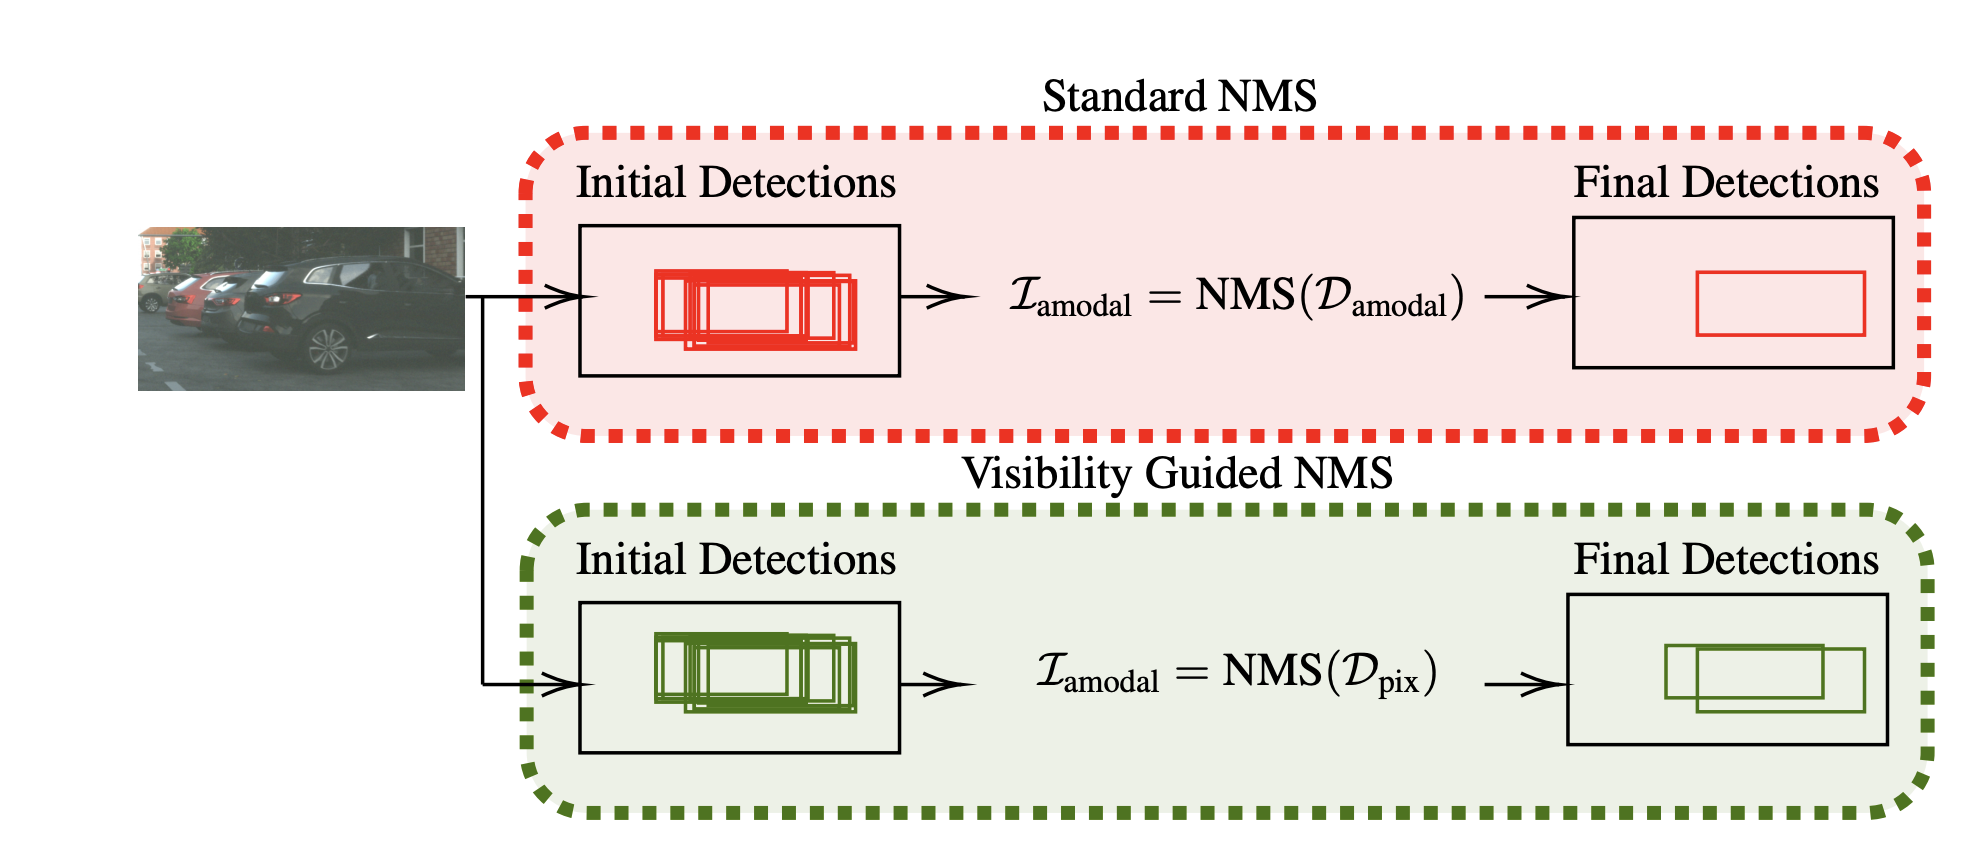 Standard NMS
Initial Detections
Final Detections
𝓘amodal = NMS(𝓓amodal)
Visibility Guided NMS
Initial Detections
Final Detections
𝓘amodal = NMS(𝓓pix)